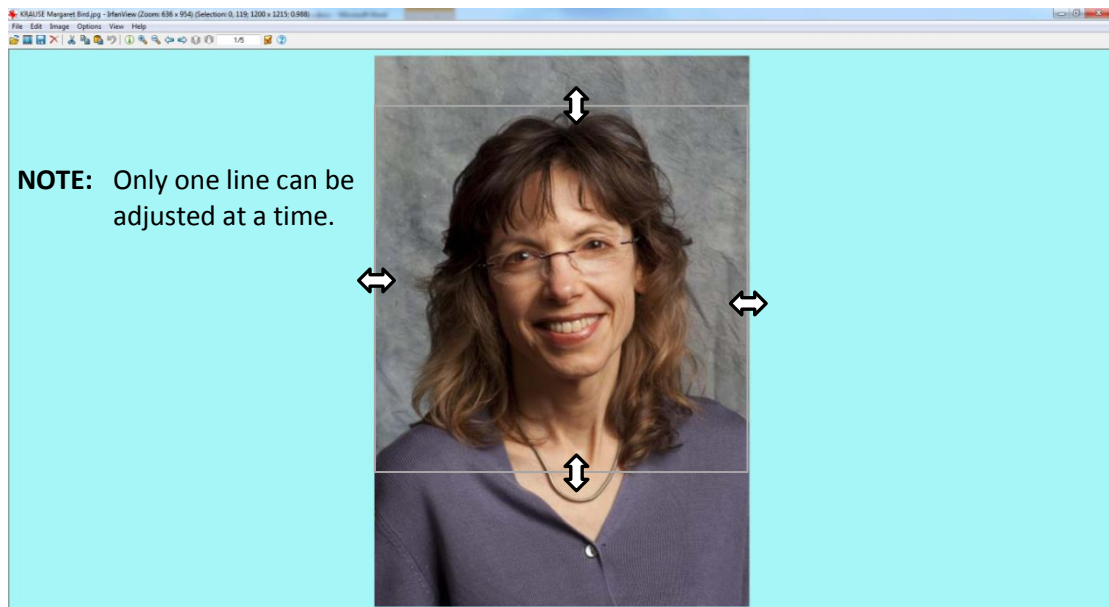 KRAUSE Margaret Bird.jpg - IrfanView (Zoom: 636 x 954) (Selection: 0, 119; 1200 x 1215; 0.988)
File Edit Image Options View Help
1/5
NOTE: Only one line can be
adjusted at a time.